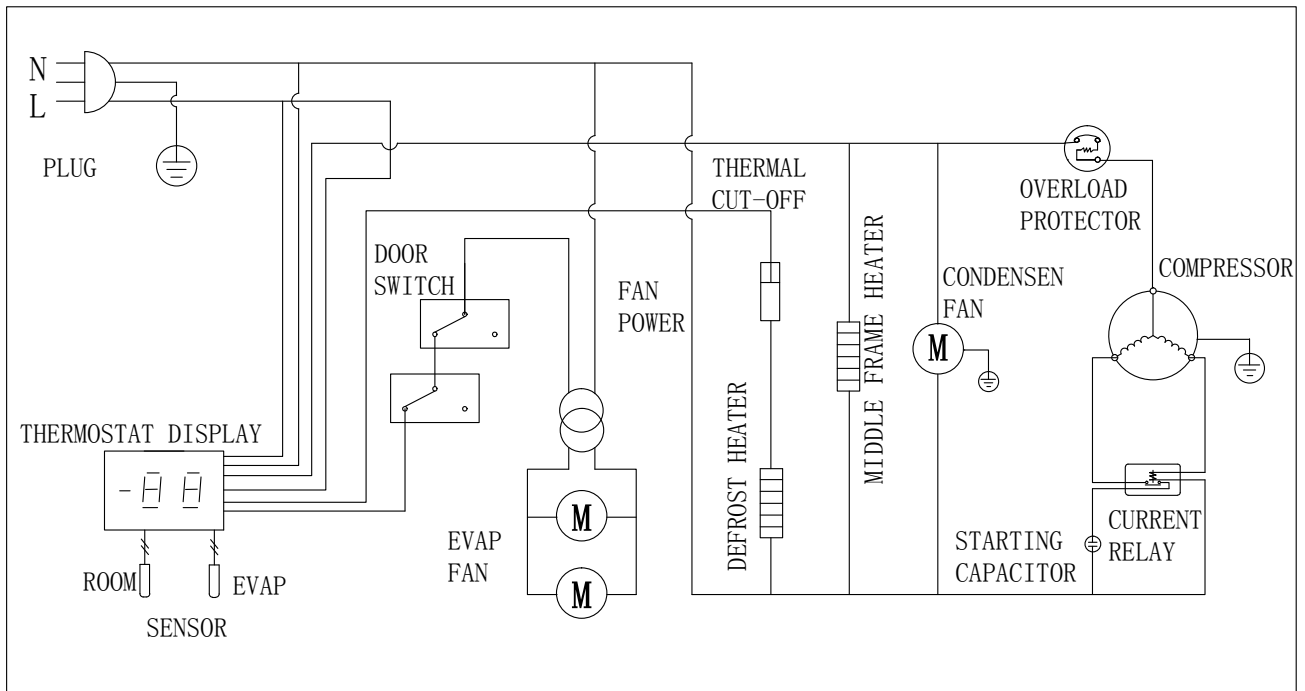 N
L
PLUG
THERMAL
CUT-OFF
OVERLOAD
PROTECTOR
DOOR
SWITCH
FAN
POWER
MIDDLE FRAME HEATER
CONDENSEN
FAN
M
COMPRESSOR
THERMOSTAT DISPLAY
-88
DEFROST HEATER
M
EVAP
FAN
M
STARTING
CAPACITOR
CURRENT
RELAY
ROOM
EVAP
SENSOR